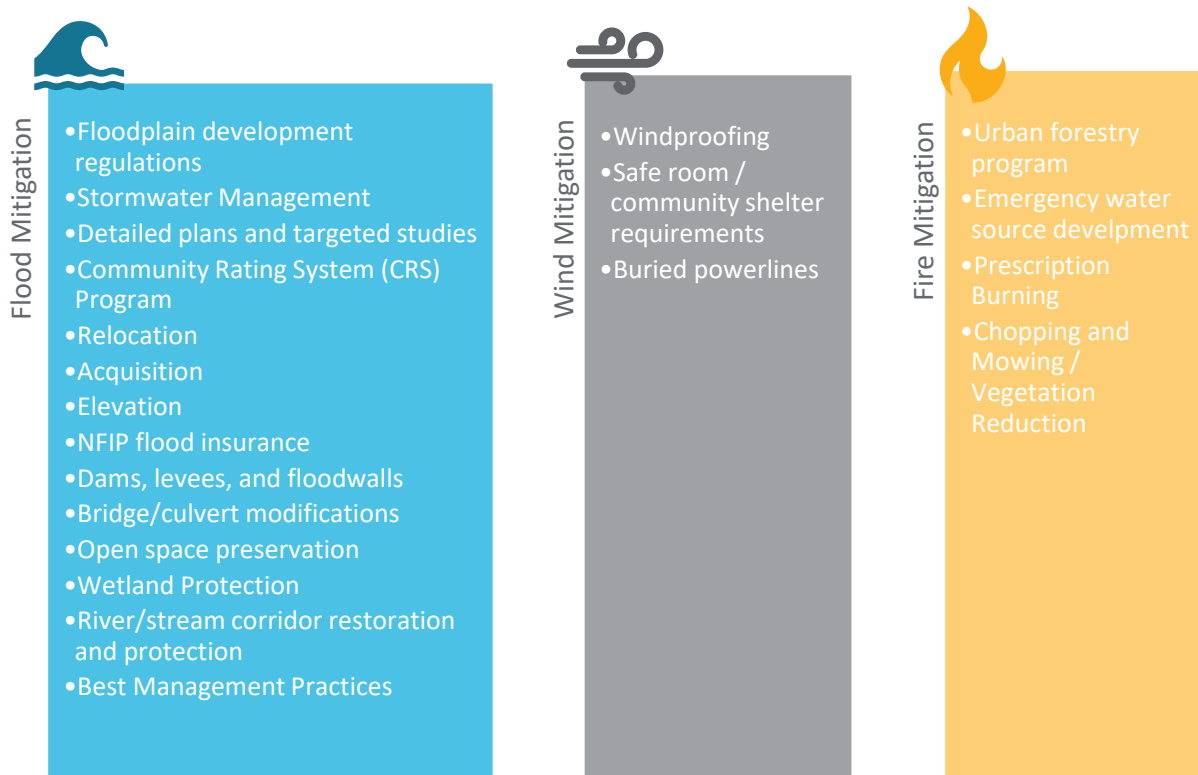 Flood Mitigation
•Floodplain development
regulations
•Stormwater Management
•Detailed plans and targeted studies
•Community Rating System (CRS)
Program
•Relocation
•Acquisition
•Elevation
•NFIP flood insurance
•Dams, levees, and floodwalls
•Bridge/culvert modifications
•Open space preservation
•Wetland Protection
•River/stream corridor restoration
and protection
•Best Management Practices
Wind Mitigation
•Windproofing
•Safe room /
community shelter
requirements
•Buried powerlines
Fire Mitigation
•Urban forestry
program
•Emergency water
source develpment
•Prescription
Burning
•Chopping and
Mowing /
Vegetation
Reduction